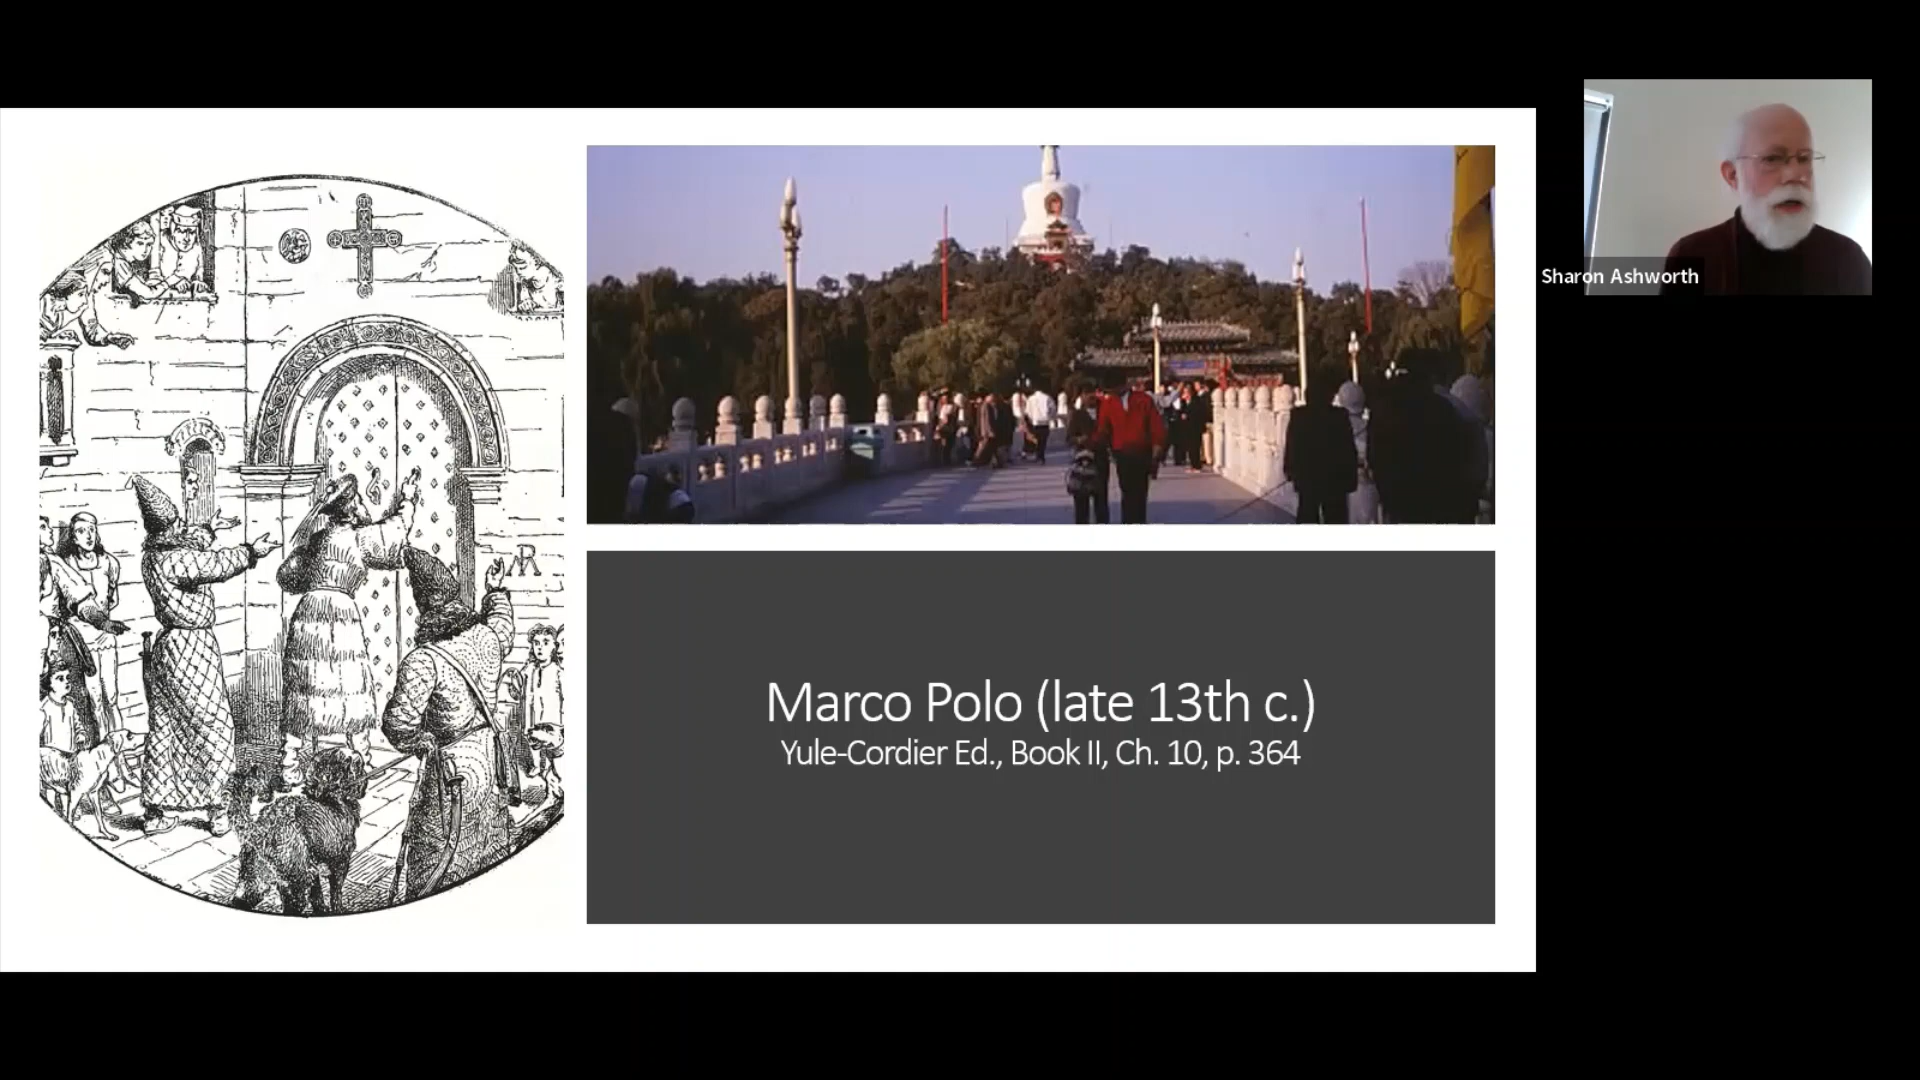 Marco Polo (late 13th c.)
Yule-Cordier Ed., Book II, Ch. 10, p. 364
Sharon Ashworth